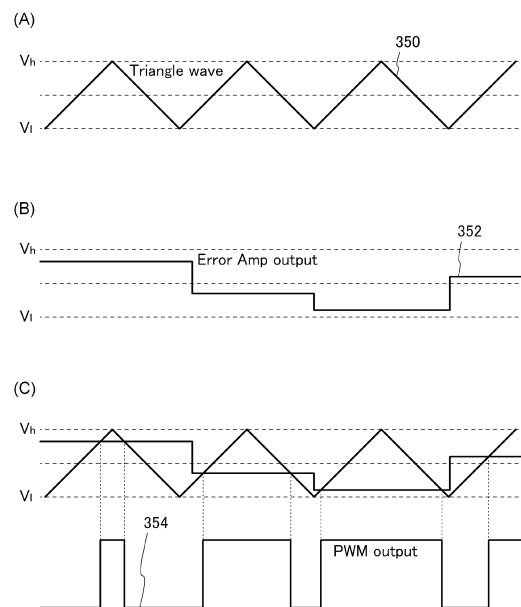 (A)
350
Vh
Triangle wave
Vl
(B)
352
Vh
Error Amp output
Vl
(C)
Vh
Vl
354
PWM output